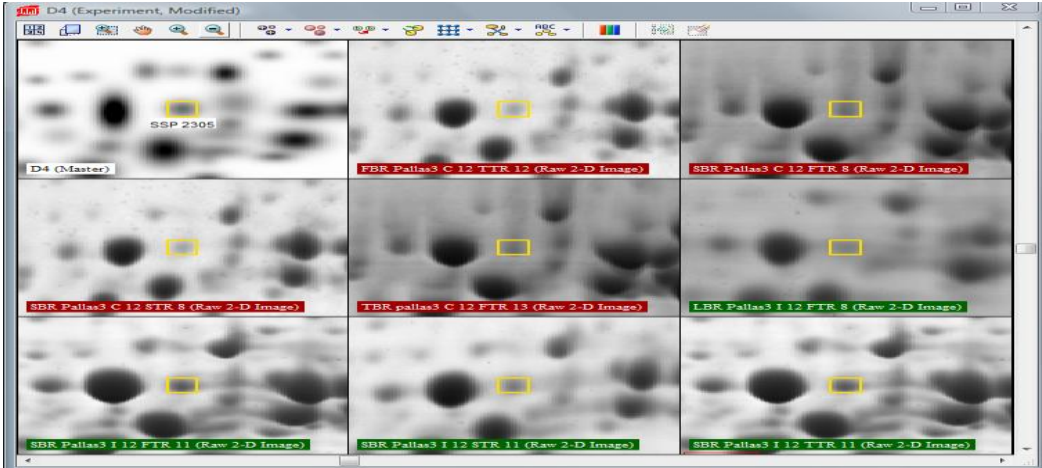 D4 (Experiment, Modified)
ABC
SSP 2305
D4 (Master)
FBR Pallas3 C 12 TTR 12 (Raw 2-D Image)
SBR Pallas3 C 12 FTR 8 (Raw 2-D Image)
SBR Pallas3 C 12 STR 8 (Raw 2-D Image)
TBR pallas3 C 12 FTR 13 (Raw 2-D Image)
LBR Pallas3 I 12 FTR 8 (Raw 2-D Image)
SBR Pallas3 I 12 FTR 11 (Raw 2-D Image)
SBR Pallas3 I 12 STR 11 (Raw 2-D Image)
SBR Pallas3 I 12 TTR 11 (Raw 2-D Image)